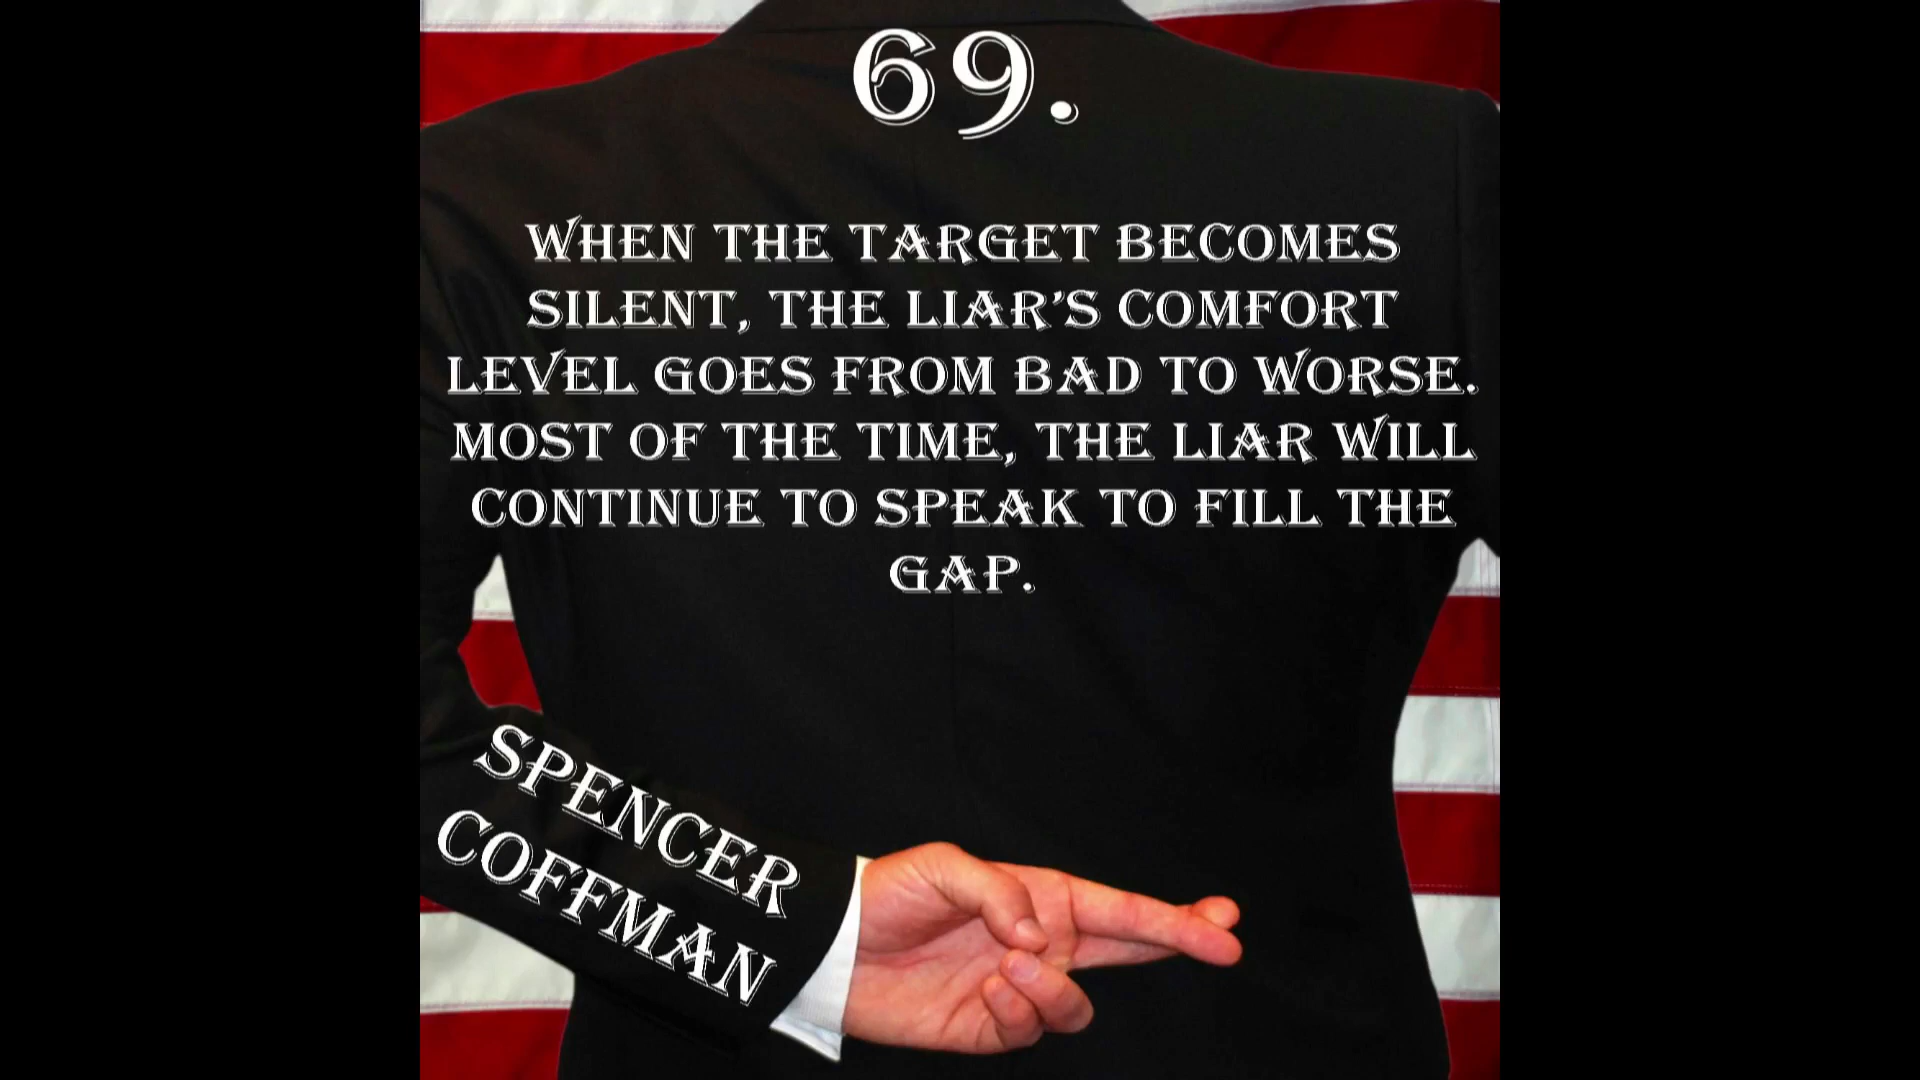 69.
WHEN THE TARGET BECOMES
SILENT, THE LIAR’S COMFORT
LEVEL GOES FROM BAD TO WORSE.
MOST OF THE TIME, THE LIAR WILL
CONTINUE TO SPEAK TO FILL THE
GAP.
SPENCER
COFFMAN